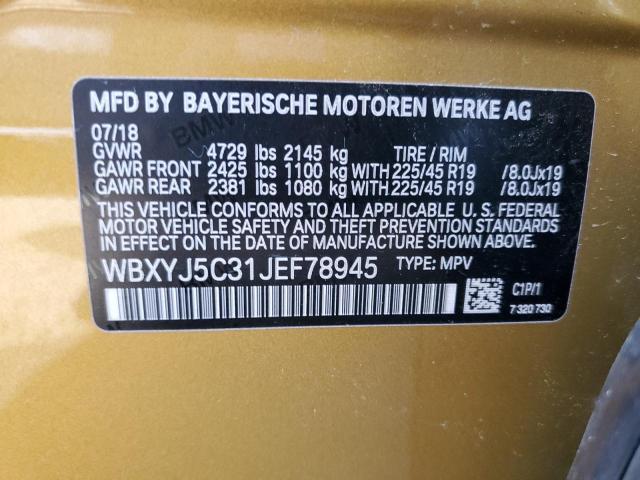 MFD BY BAYERISCHE MOTOREN WERKE AG
07/18
GVWR 4729 lbs 2145 kg TIRE / RIM
GAWR FRONT 2425 lbs 1100 kg WITH 225/45 R19 /8.0Jx19
GAWR REAR 2381 lbs 1080 kg WITH 225/45 R19 /8.0Jx19
THIS VEHICLE CONFORMS TO ALL APPLICABLE U. S. FEDERAL
MOTOR VEHICLE SAFETY AND THEFT PREVENTION STANDARDS
IN EFFECT ON THE DATE OF MANUFACTURE SHOWN ABOVE.
WBXYJ5C31JEF78945 TYPE: MPV
C1P/1
7 320 730